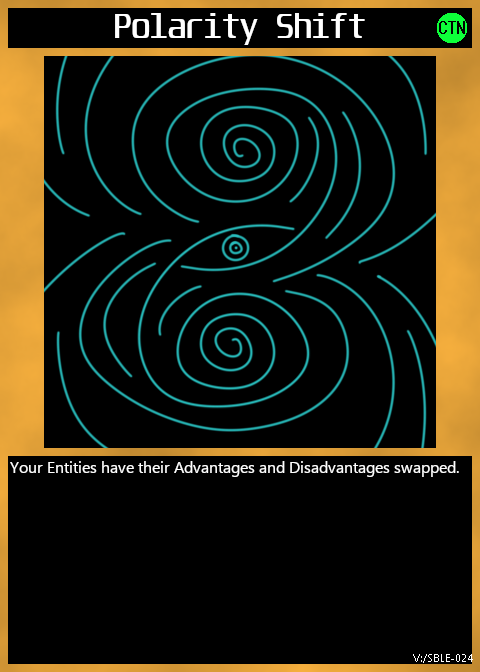 Polarity Shift
CTN
Your Entities have their Advantages and Disadvantages swapped.
V:/SBLE-024